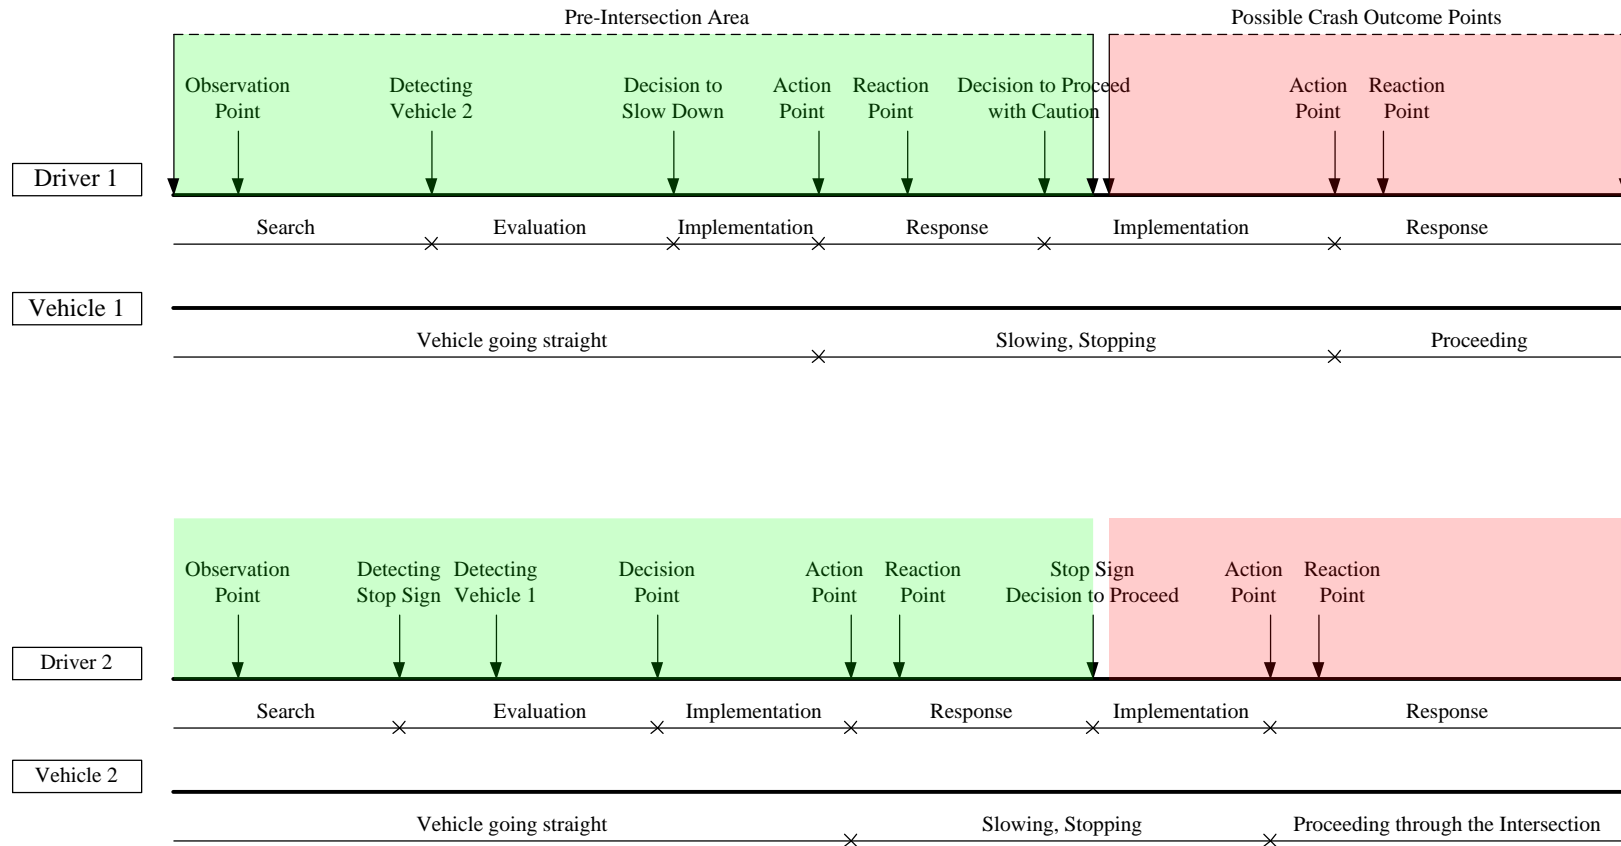 Pre-Intersection Area
Possible Crash Outcome Points
Observation
Point
Detecting
Vehicle 2
Decision to
Slow Down
Action
Point
Reaction
Point
Decision to Proceed
with Caution
Action
Point
Reaction
Point
Driver 1
Search
Evaluation
Implementation
Response
Implementation
Response
Vehicle 1
Vehicle going straight
Slowing, Stopping
Proceeding
Observation
Point
Detecting
Stop Sign
Detecting
Vehicle 1
Decision
Point
Action
Point
Reaction
Point
Stop Sign
Decision to Proceed
Action
Point
Reaction
Point
Driver 2
Search
Evaluation
Implementation
Response
Implementation
Response
Vehicle 2
Vehicle going straight
Slowing, Stopping
Proceeding through the Intersection